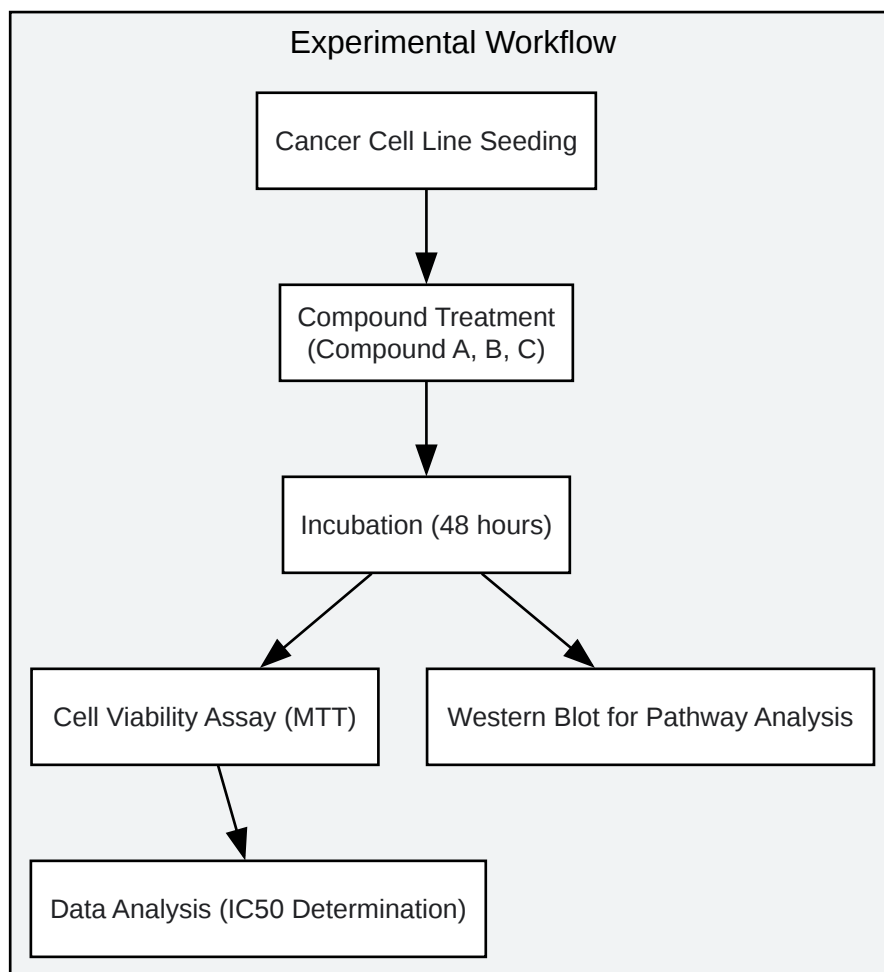 Experimental Workflow
Cancer Cell Line Seeding
Compound Treatment
(Compound A, B, C)
Incubation (48 hours)
Cell Viability Assay (MTT)
Western Blot for Pathway Analysis
Data Analysis (IC50 Determination)